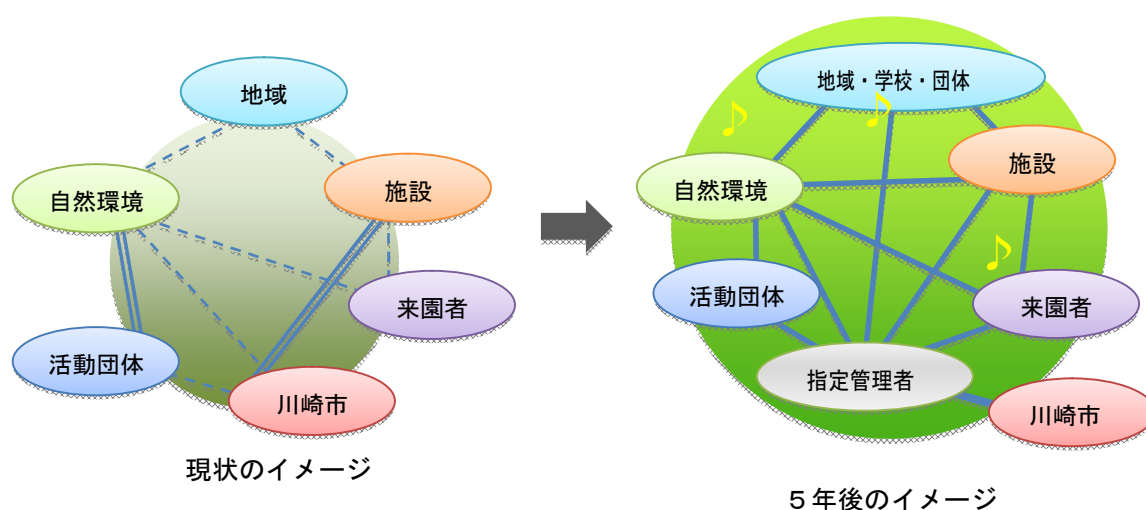 地域
自然環境
施設
来園者
活動団体
川崎市
現状のイメージ
地域・学校・団体
自然環境
施設
活動団体
来園者
指定管理者
川崎市
５年後のイメージ